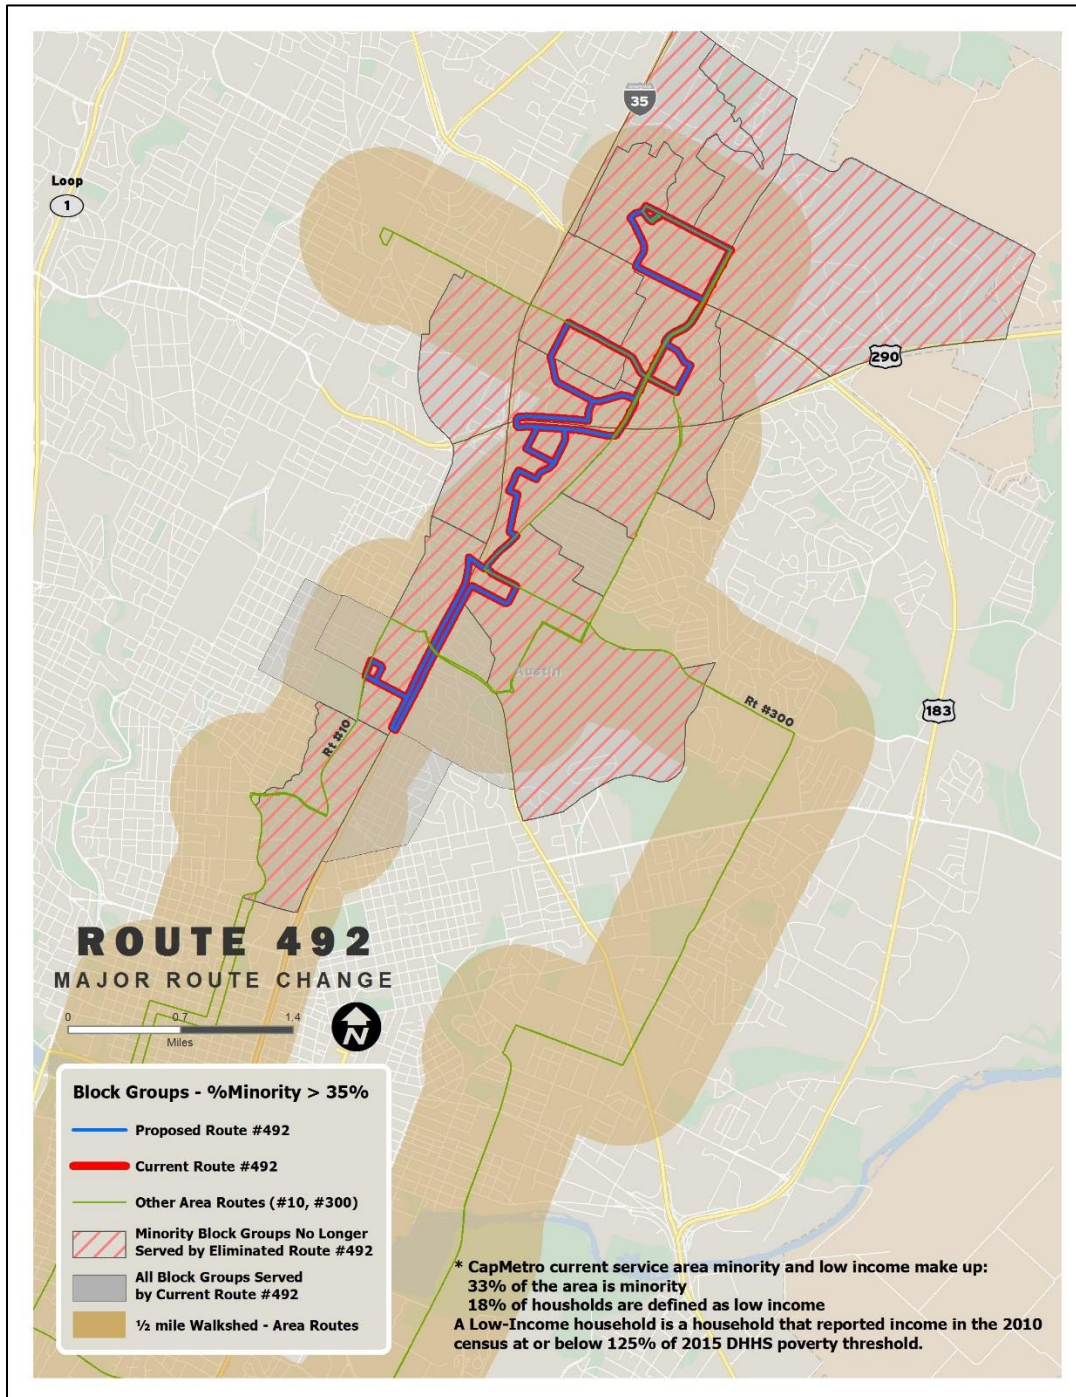 35
Loop
1
290
Austin
Rt #300
183
Rt #10
ROUTE 492
MAJOR ROUTE CHANGE
0 0.7 1.4
Miles
N
Block Groups - %Minority > 35%
Proposed Route #492
Current Route #492
Other Area Routes (#10, #300)
Minority Block Groups No Longer
Served by Eliminated Route #492
All Block Groups Served
by Current Route #492
½ mile Walkshed - Area Routes
* CapMetro current service area minority and low income make up:
33% of the area is minority
18% of housholds are defined as low income
A Low-Income household is a household that reported income in the 2010
census at or below 125% of 2015 DHHS poverty threshold.